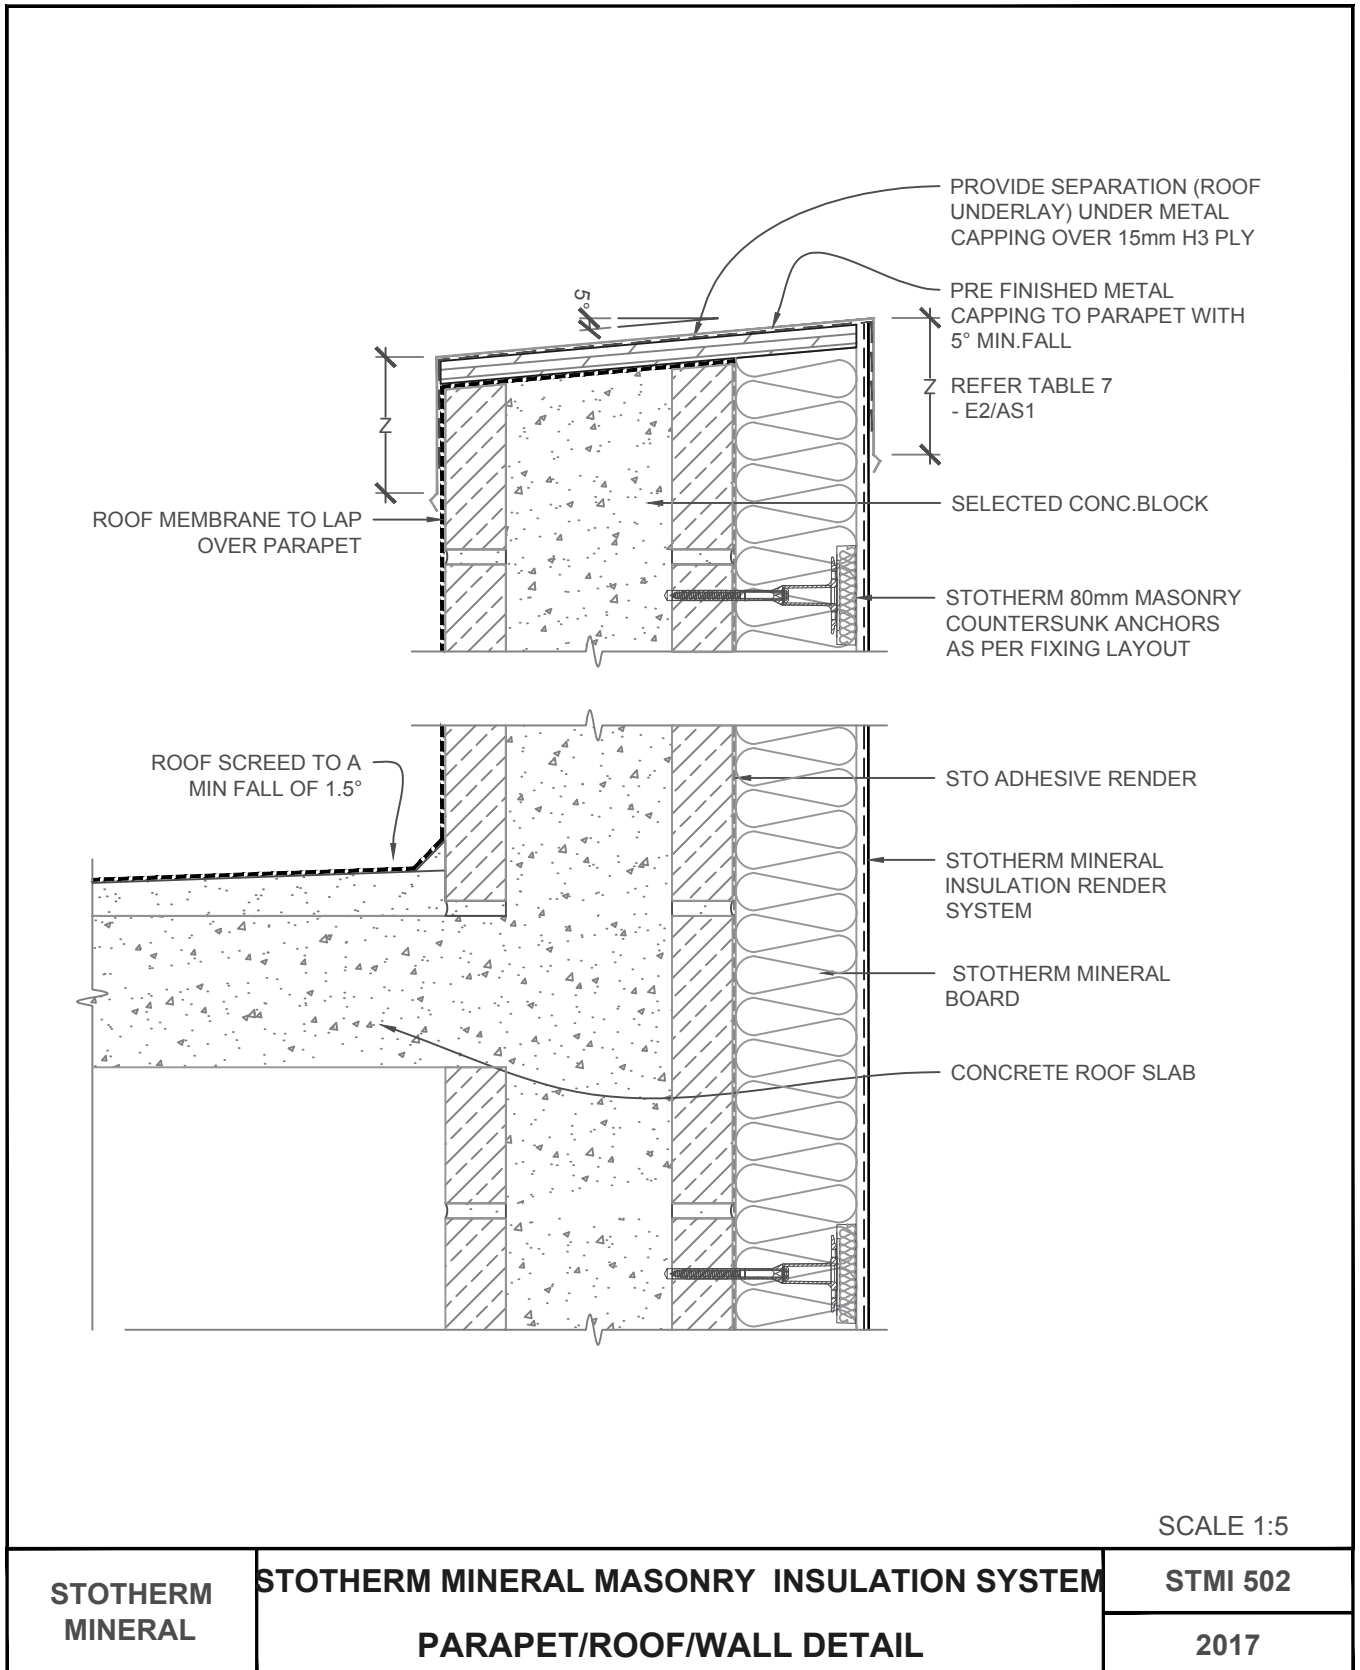 PROVIDE SEPARATION (ROOF
UNDERLAY) UNDER METAL
CAPPING OVER 15mm H3 PLY
PRE FINISHED METAL
CAPPING TO PARAPET WITH
5° MIN.FALL
5°
Z
REFER TABLE 7
- E2/AS1
Z
SELECTED CONC.BLOCK
ROOF MEMBRANE TO LAP
OVER PARAPET
STOTHERM 80mm MASONRY
COUNTERSUNK ANCHORS
AS PER FIXING LAYOUT
ROOF SCREED TO A
MIN FALL OF 1.5°
STO ADHESIVE RENDER
STOTHERM MINERAL
INSULATION RENDER
SYSTEM
STOTHERM MINERAL
BOARD
CONCRETE ROOF SLAB
SCALE 1:5
STOTHERM
MINERAL
STOTHERM MINERAL MASONRY INSULATION SYSTEM
PARAPET/ROOF/WALL DETAIL
STMI 502
2017